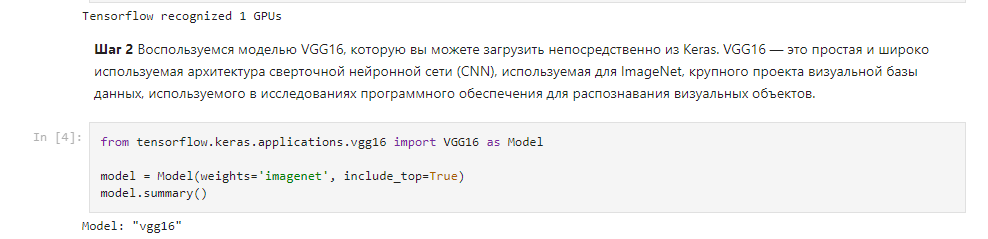 Tensorflow recognized 1 GPUs
Шаг 2 Воспользуемся моделью VGG16, которую вы можете загрузить непосредственно из Keras. VGG16 — это простая и широко
используемая архитектура сверточной нейронной сети (CNN), используемая для ImageNet, крупного проекта визуальной базы
данных, используемого в исследованиях программного обеспечения для распознавания визуальных объектов.
In [4]:
from tensorflow.keras.applications.vgg16 import VGG16 as Model
model = Model(weights='imagenet', include_top=True)
model.summary()
Model: "vgg16"